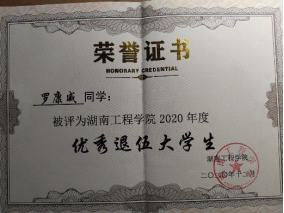 荣誉证书
HONORARY CREDENTIAL
罗康威 同学：
被评为湖南工程学院 2020 年度
优秀退伍大学生
湖南工程学院
二〇二〇年十二月